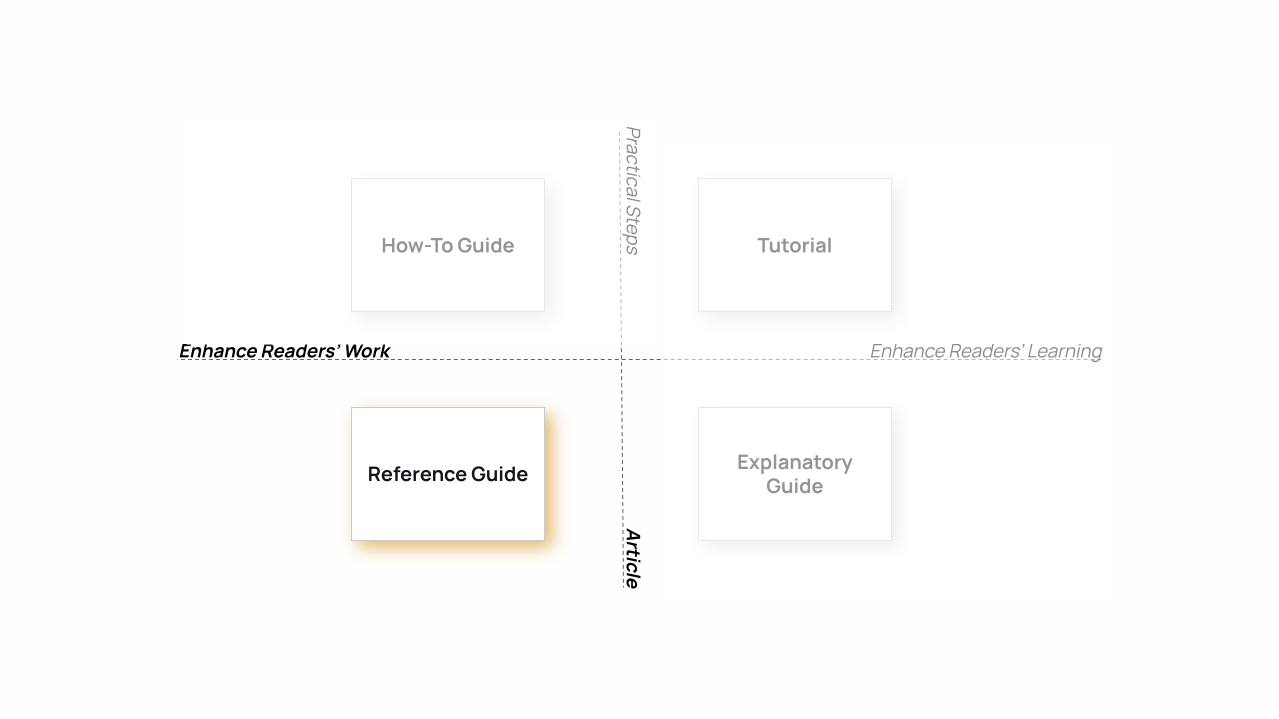 Practical Steps
How-To Guide
Tutorial
Enhance Readers’ Work
Enhance Readers’ Learning
Reference Guide
Explanatory
Guide
Article